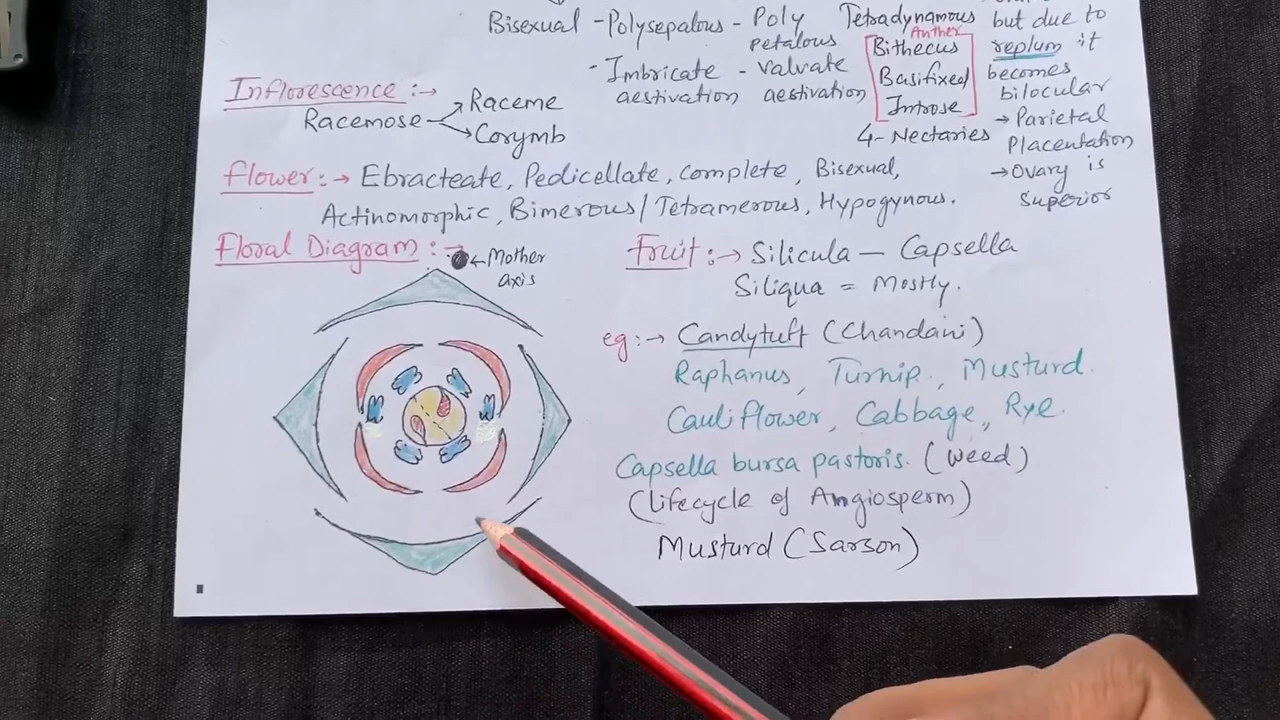 Bisexual - Polysepalous - Poly petalous
Tetradynamous
but due to
- Imbricate aestivation
- valvate aestivation
Anther
Bithecus
Basifixed
Introse
4- Nectaries
replum it
becomes
bilocular
→ Parietal
Placentation
→ Ovary is
Superior
Inflorescence :→
Racemose
Raceme
Corymb
flower :→ Ebracteate, Pedicellate, complete, Bisexual,
Actinomorphic, Bimerous/Tetramerous, Hypogynous.
Floral Diagram :→
← Mother
axis
Fruit :→ Silicula — Capsella
Siliqua = Mostly.
eg :→ Candytuft (Chandani)
Raphanus, Turnip., Musturd.
Cauliflower, Cabbage, Rye.
Capsella bursa pastoris. (weed)
(lifecycle of Angiosperm)
Musturd (Sarson)